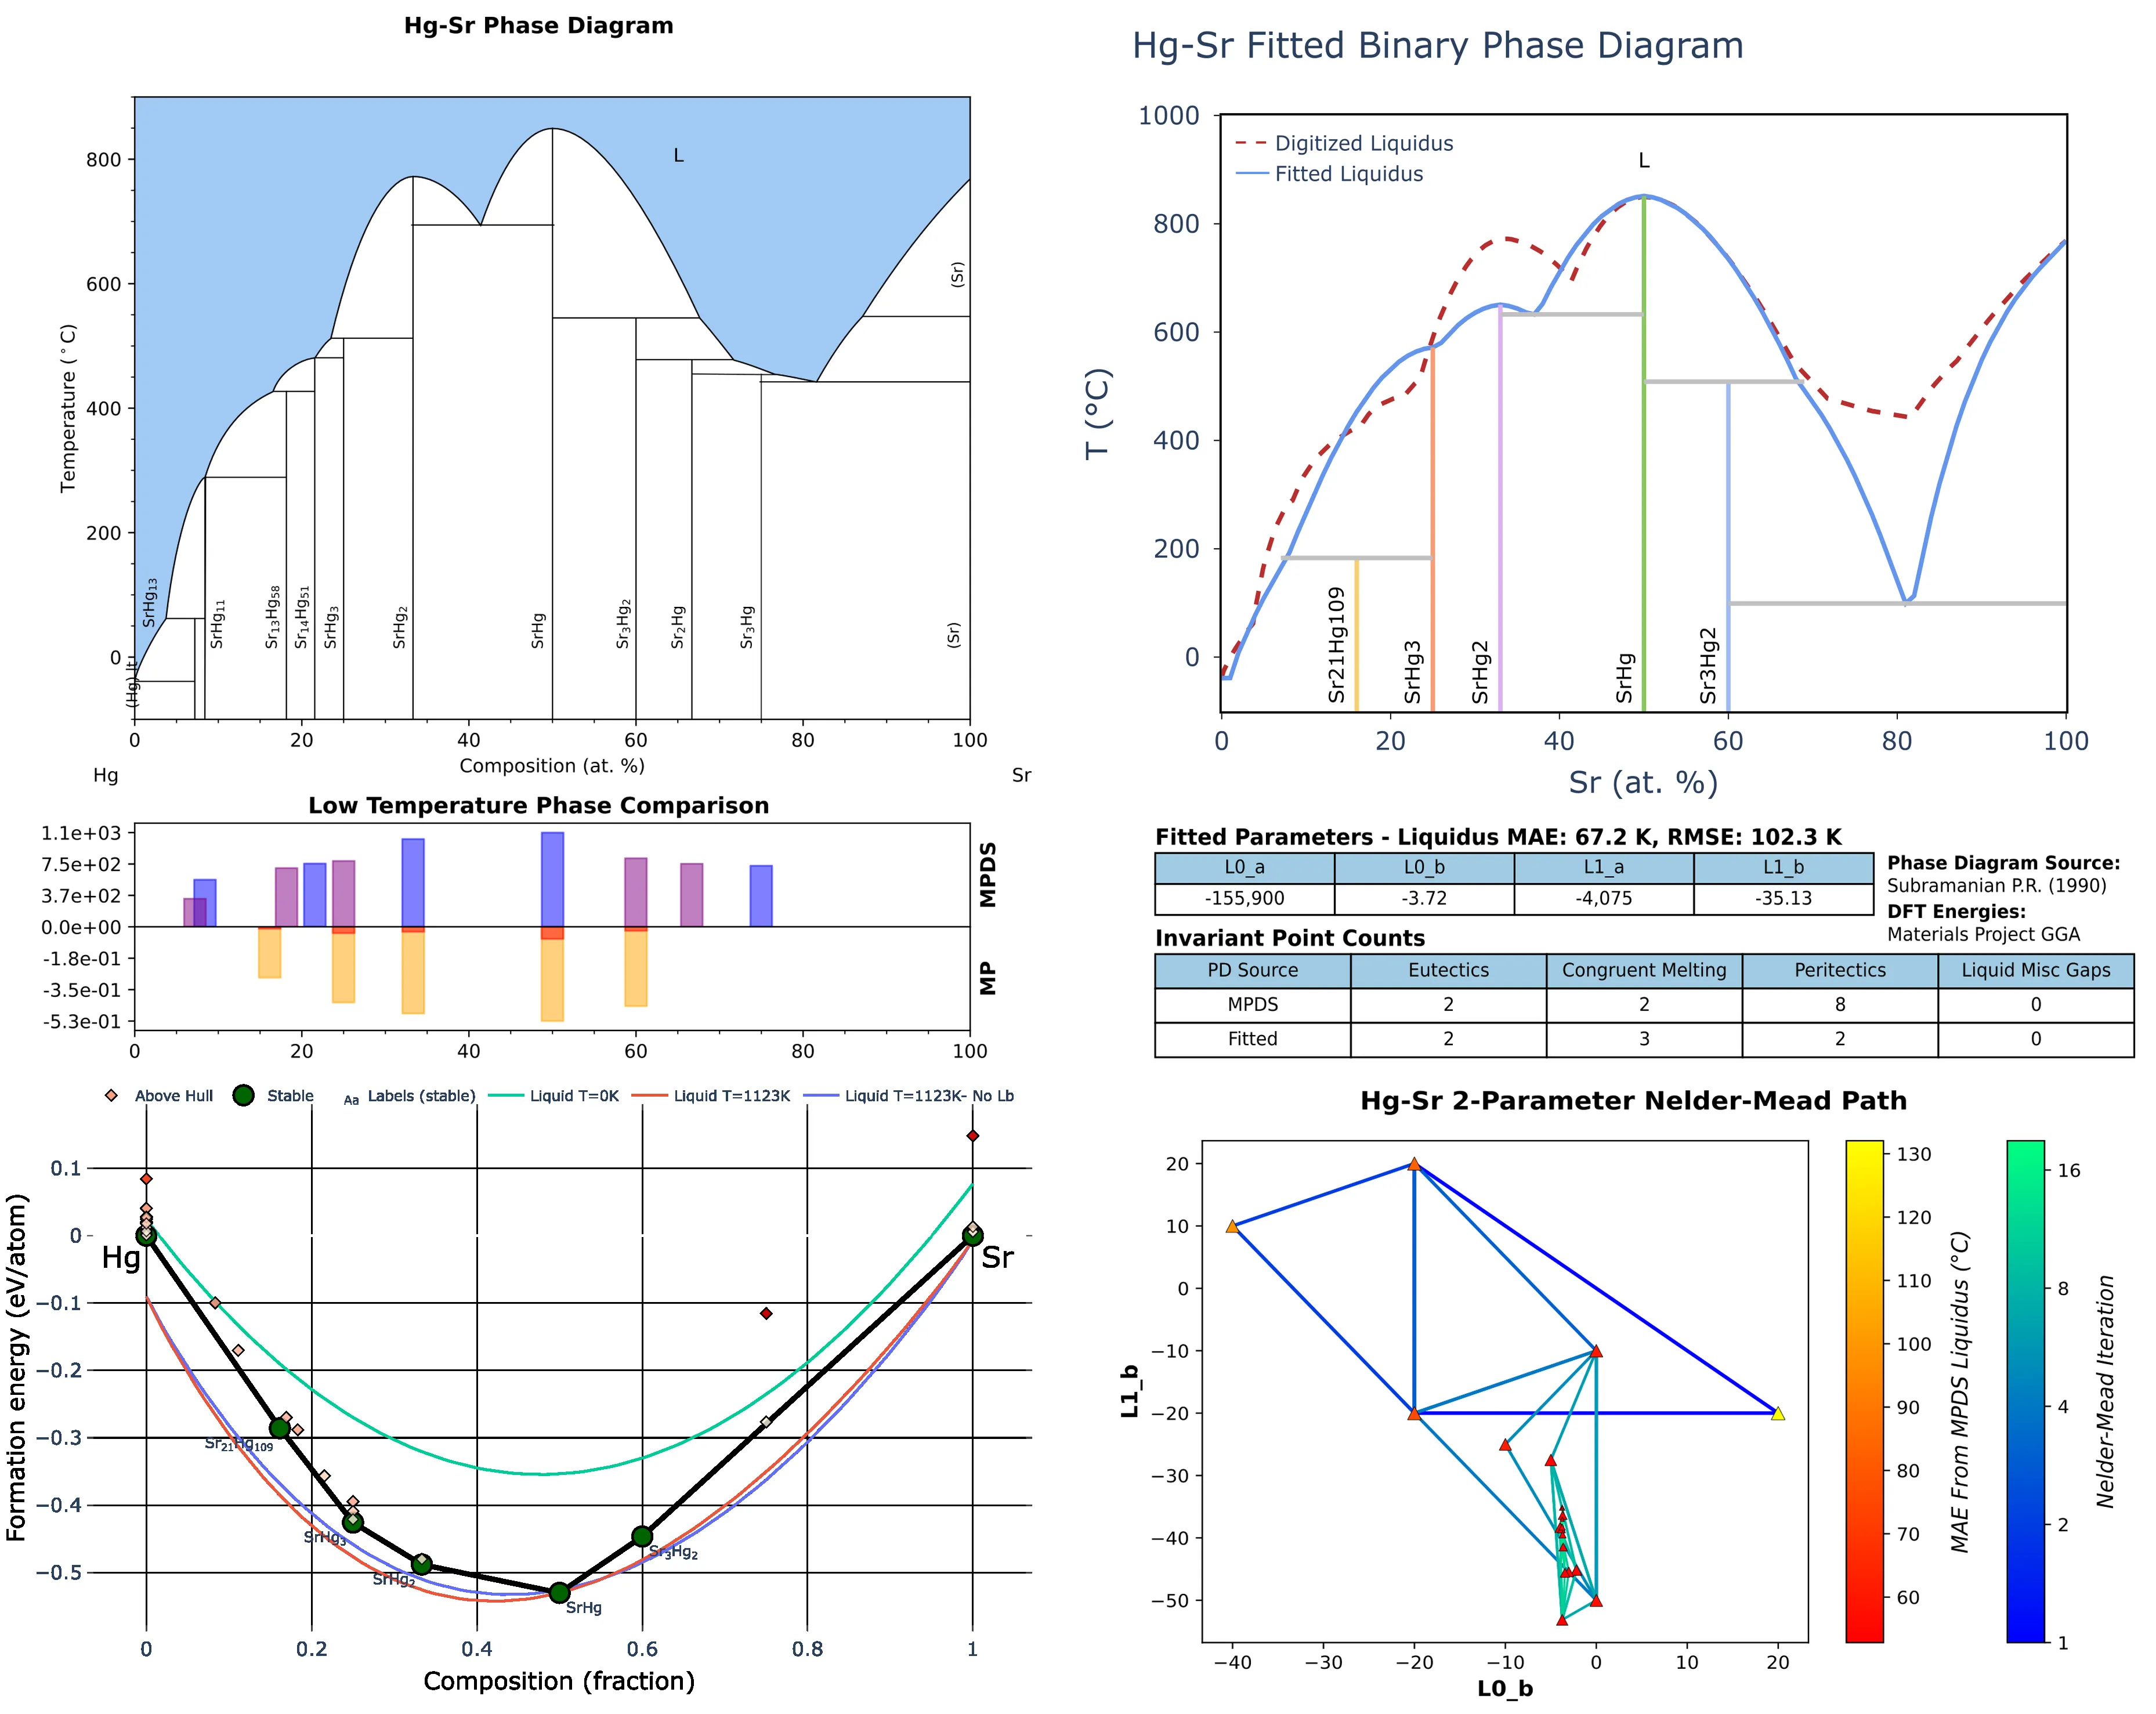 Hg-Sr Phase Diagram
Temperature (°C)
800
600
400
200
0
L
(Sr)
(Hg) lt
SrHg13
SrHg11
Sr13Hg58
Sr14Hg51
SrHg3
SrHg2
SrHg
Sr3Hg2
Sr2Hg
Sr3Hg
(Sr)
0 20 40 60 80 100
Composition (at. %)
Hg Sr
Hg-Sr Fitted Binary Phase Diagram
T (°C)
1000
800
600
400
200
0
Digitized Liquidus
Fitted Liquidus
L
Sr21Hg109
SrHg3
SrHg2
SrHg
Sr3Hg2
0 20 40 60 80 100
Sr (at. %)
Low Temperature Phase Comparison
1.1e+03
7.5e+02
3.7e+02
0.0e+00
-1.8e-01
-3.5e-01
-5.3e-01
MPDS
MP
0 20 40 60 80 100
Fitted Parameters - Liquidus MAE: 67.2 K, RMSE: 102.3 K
L0_a L0_b L1_a L1_b
-155,900 -3.72 -4,075 -35.13
Phase Diagram Source:
Subramanian P.R. (1990)
DFT Energies:
Materials Project GGA
Invariant Point Counts
PD Source Eutectics Congruent Melting Peritectics Liquid Misc Gaps
MPDS 2 2 8 0
Fitted 2 3 2 0
Above Hull Stable Aa Labels (stable) Liquid T=0K Liquid T=1123K Liquid T=1123K- No Lb
Formation energy (eV/atom)
0.1
0
−0.1
−0.2
−0.3
−0.4
−0.5
Hg
Sr
Sr21Hg109
SrHg3
SrHg2
SrHg
Sr3Hg2
0 0.2 0.4 0.6 0.8 1
Composition (fraction)
Hg-Sr 2-Parameter Nelder-Mead Path
L1_b
20
10
0
−10
−20
−30
−40
−50
−40 −30 −20 −10 0 10 20
L0_b
130
120
110
100
90
80
70
60
MAE From MPDS Liquidus (°C)
16
8
4
2
1
Nelder-Mead Iteration